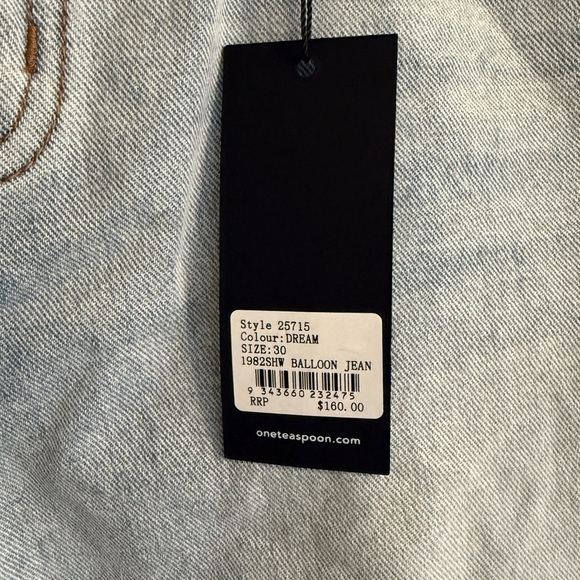 Style 25715
Colour:DREAM
SIZE:30
1982SHW BALLOON JEAN
9 343660 232475
RRP $160.00
oneteaspoon.com